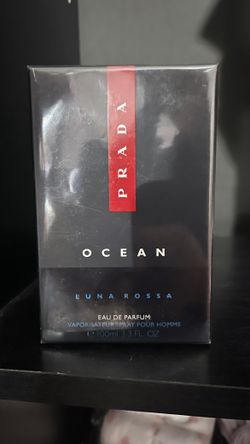 PRADA
OCEAN
LUNA ROSSA
EAU DE PARFUM
VAPORISATEUR SPRAY POUR HOMME
℮ 100ml 3.3 FL. OZ